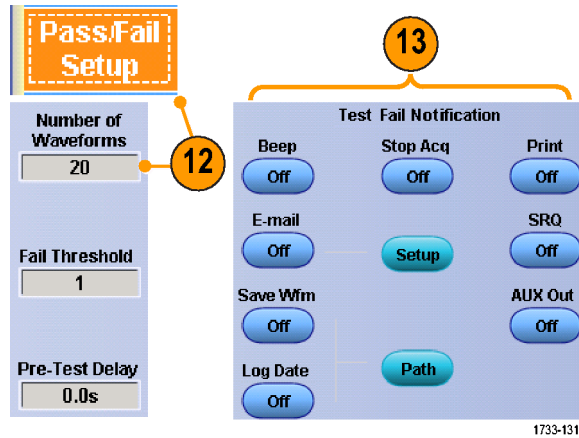 Pass/Fail
Setup
13
Number of
Waveforms
20
12
Fail Threshold
1
Pre-Test Delay
0.0s
Test Fail Notification
Beep
Stop Acq
Print
Off
Off
Off
E-mail
SRQ
Off
Setup
Off
Save Wfm
AUX Out
Off
Off
Log Date
Path
Off
1733-131